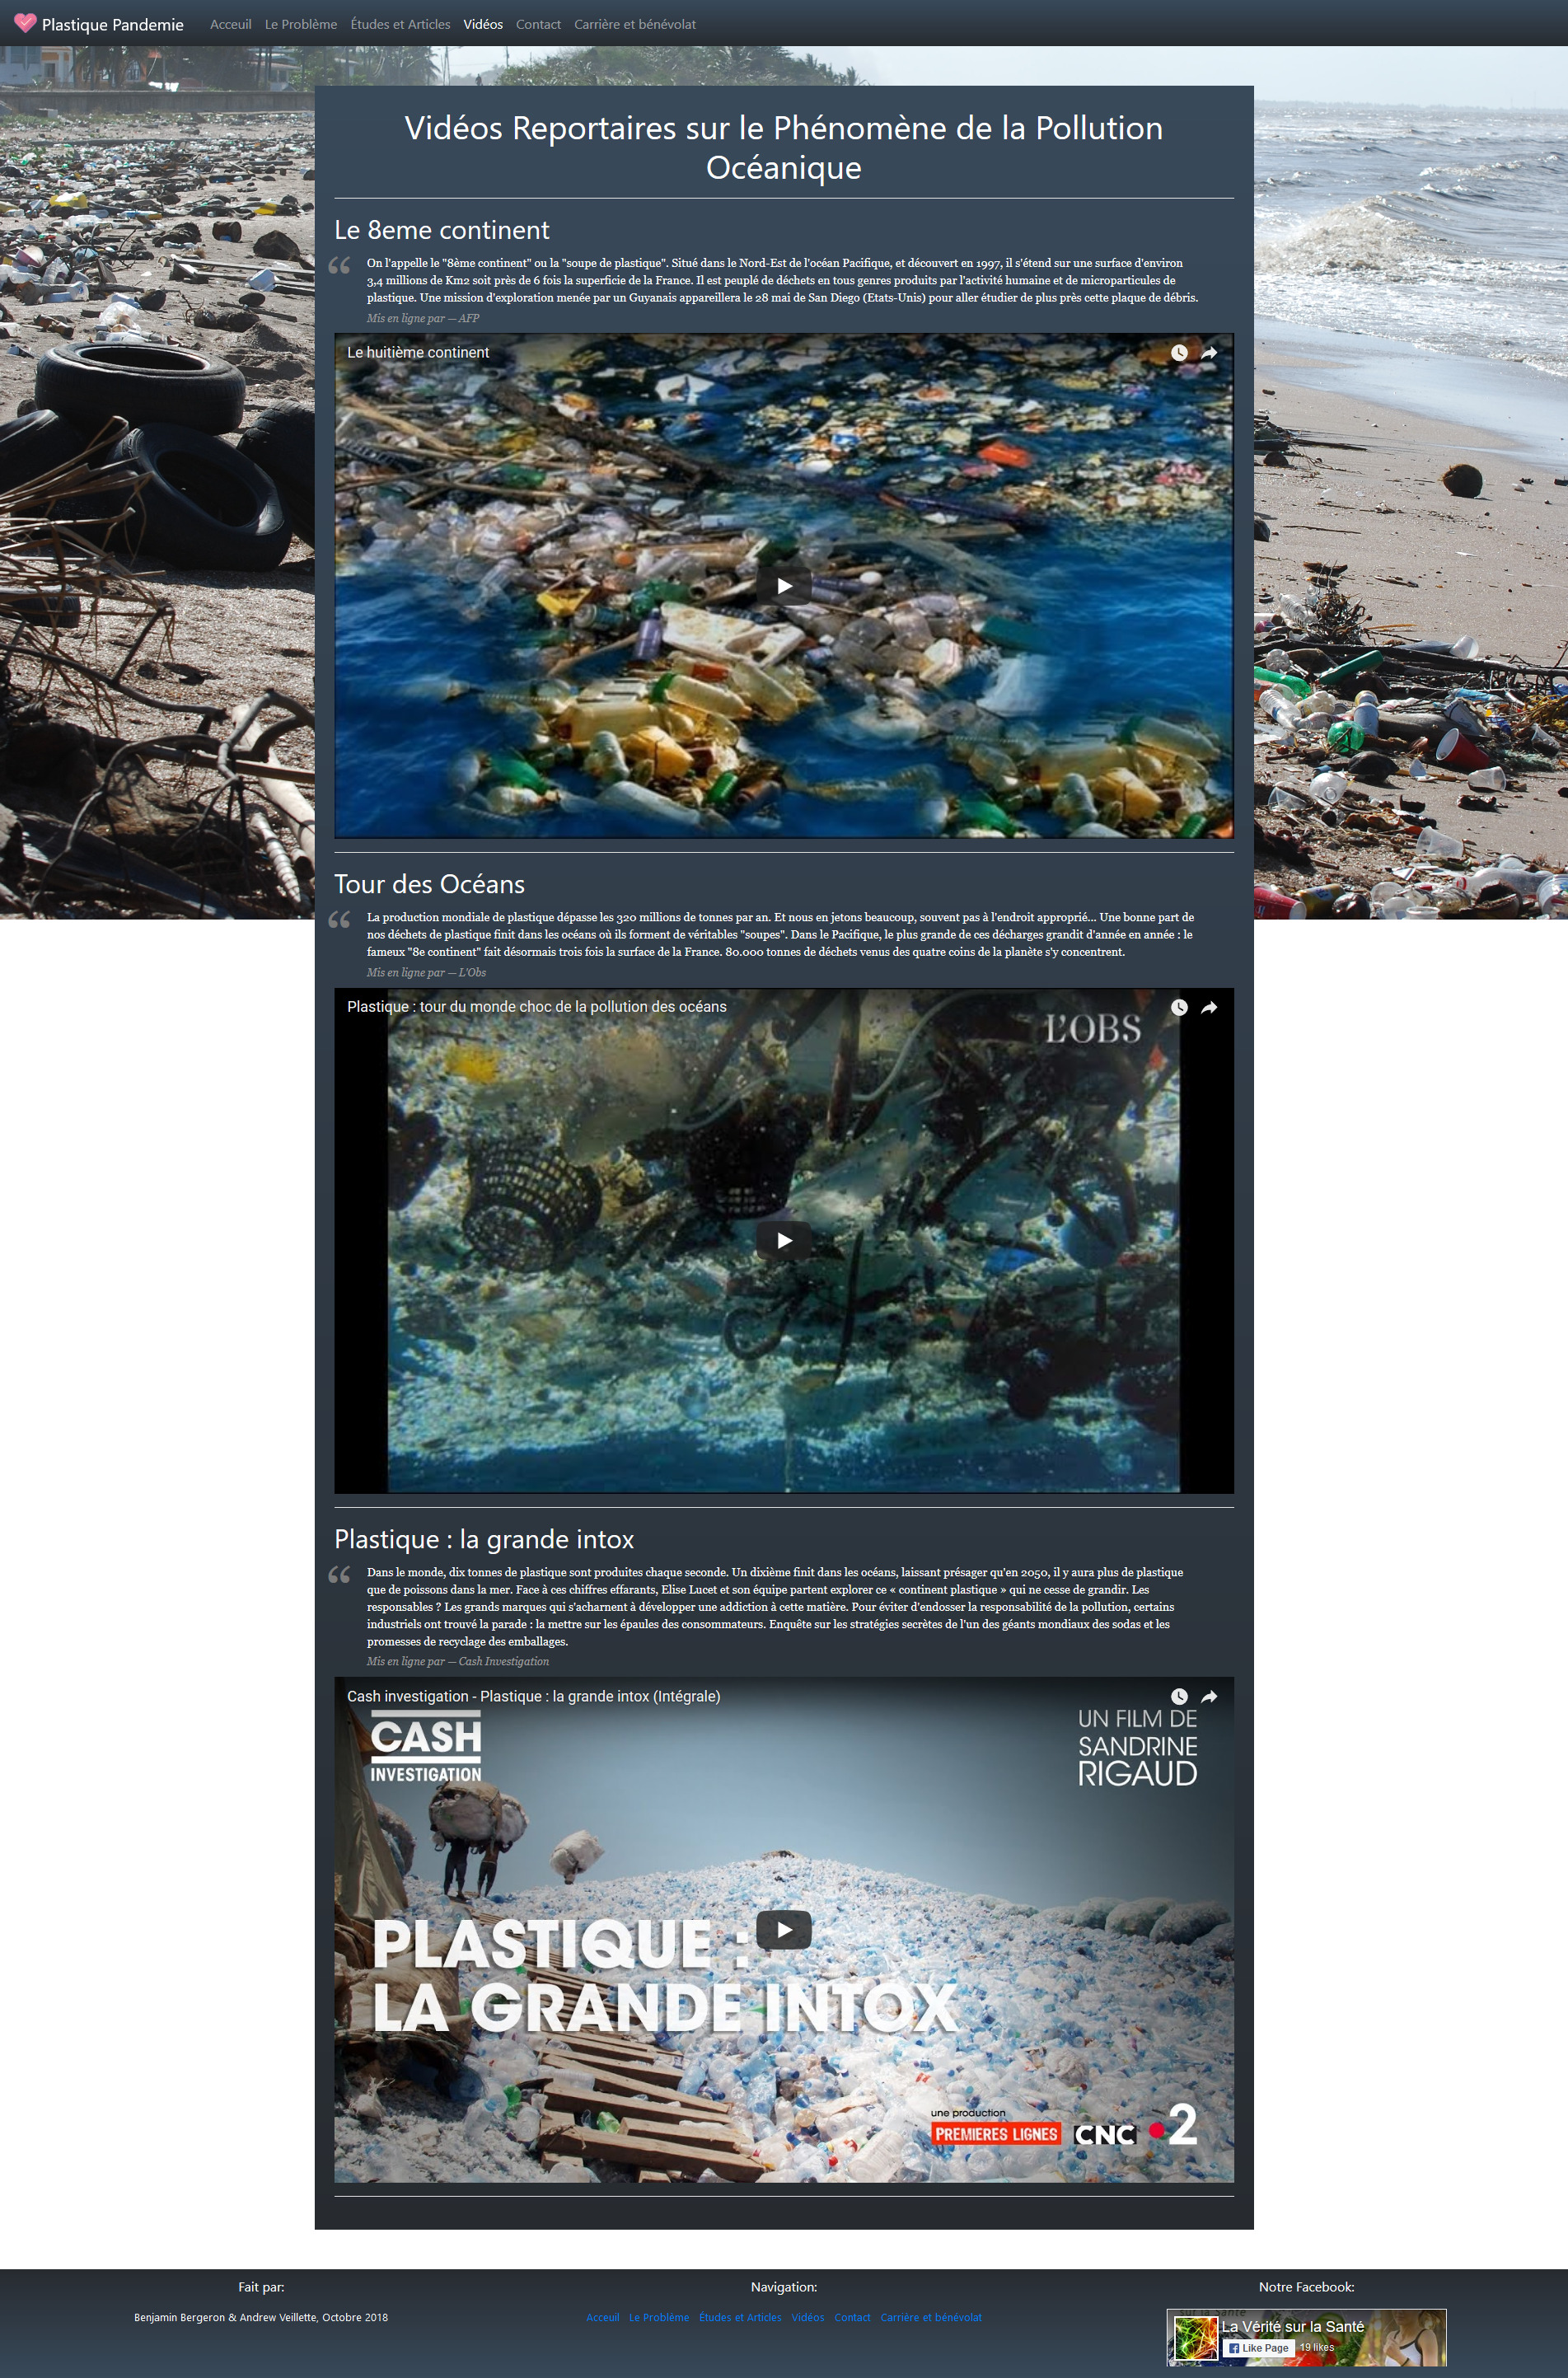 Plastique Pandemie
Acceuil Le Problème Études et Articles Vidéos Contact Carrière et bénévolat
Vidéos Reportaires sur le Phénomène de la Pollution
Océanique
Le 8eme continent
On l'appelle le "8ème continent" ou la "soupe de plastique". Situé dans le Nord-Est de l'océan Pacifique, et découvert en 1997, il s'étend sur une surface d'environ
3,4 millions de Km2 soit près de 6 fois la superficie de la France. Il est peuplé de déchets en tous genres produits par l'activité humaine et de microparticules de
plastique. Une mission d'exploration menée par un Guyanais appareillera le 28 mai de San Diego (Etats-Unis) pour aller étudier de plus près cette plaque de débris.
Mis en ligne par — AFP
Le huitième continent
Tour des Océans
La production mondiale de plastique dépasse les 320 millions de tonnes par an. Et nous en jetons beaucoup, souvent pas à l'endroit approprié... Une bonne part de
nos déchets de plastique finit dans les océans où ils forment de véritables "soupes". Dans le Pacifique, le plus grande de ces décharges grandit d'année en année : le
fameux "8e continent" fait désormais trois fois la surface de la France. 80.000 tonnes de déchets venus des quatre coins de la planète s'y concentrent.
Mis en ligne par — L'Obs
Plastique : tour du monde choc de la pollution des océans
L'OBS
Plastique : la grande intox
Dans le monde, dix tonnes de plastique sont produites chaque seconde. Un dixième finit dans les océans, laissant présager qu'en 2050, il y aura plus de plastique
que de poissons dans la mer. Face à ces chiffres effarants, Elise Lucet et son équipe partent explorer ce « continent plastique » qui ne cesse de grandir. Les
responsables ? Les grands marques qui s'acharnent à développer une addiction à cette matière. Pour éviter d'endosser la responsabilité de la pollution, certains
industriels ont trouvé la parade : la mettre sur les épaules des consommateurs. Enquête sur les stratégies secrètes de l'un des géants mondiaux des sodas et les
promesses de recyclage des emballages.
Mis en ligne par — Cash Investigation
Cash investigation - Plastique : la grande intox (Intégrale)
CASH
INVESTIGATION
UN FILM DE
SANDRINE
RIGAUD
PLASTIQUE :
LA GRANDE INTOX
une production
PREMIERES LIGNES CNC 2
Fait par:
Benjamin Bergeron & Andrew Veillette, Octobre 2018
Navigation:
Acceuil Le Problème Études et Articles Vidéos Contact Carrière et bénévolat
Notre Facebook:
sur la Santé
La Vérité sur la Santé
Like Page 19 likes